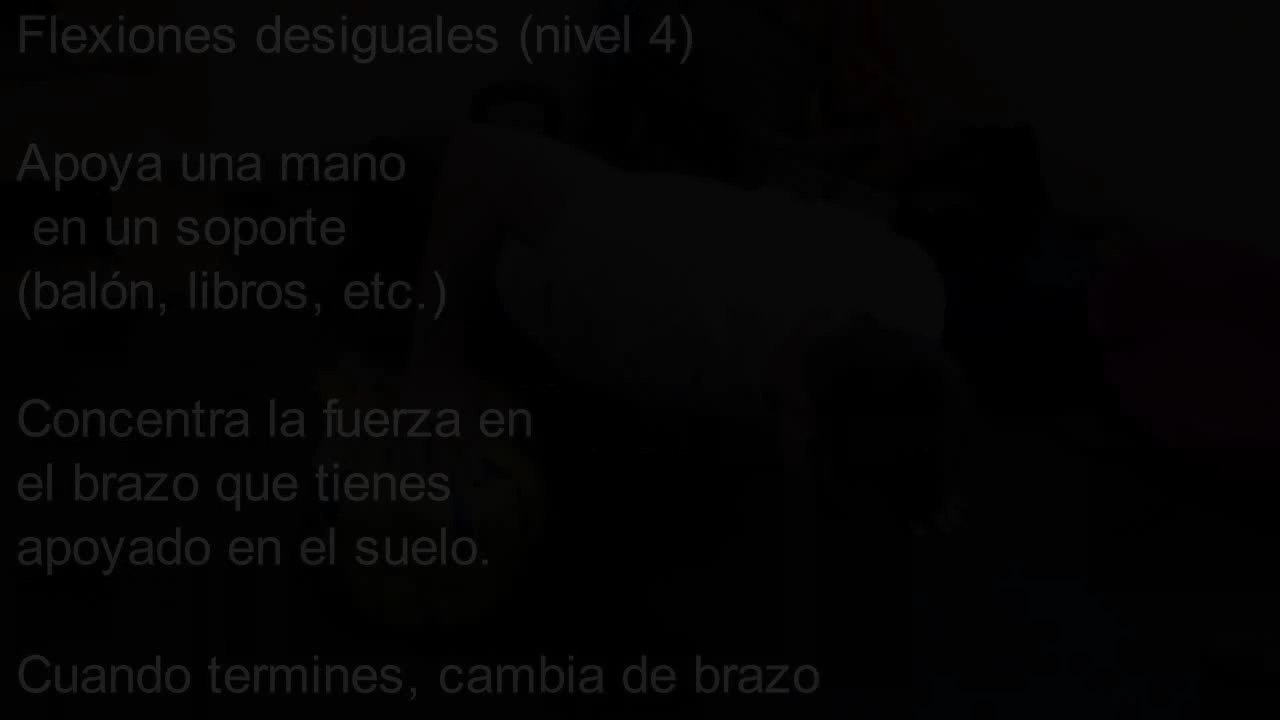 Flexiones desiguales (nivel 4)
Apoya una mano
en un soporte
(balón, libros, etc.)
Concentra la fuerza en
el brazo que tienes
apoyado en el suelo.
Cuando termines, cambia de brazo